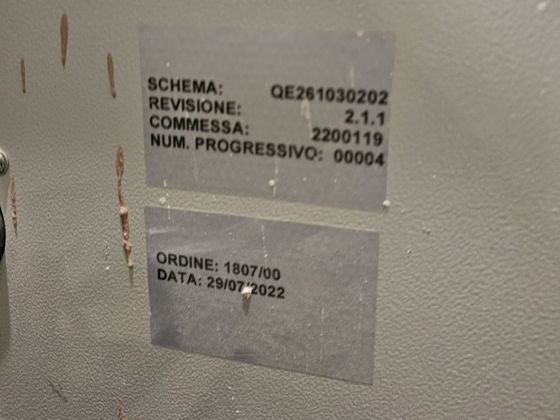 SCHEMA: QE261030202
REVISIONE: 2.1.1
COMMESSA: 2200119
NUM. PROGRESSIVO: 00004
ORDINE: 1807/00
DATA: 29/07/2022